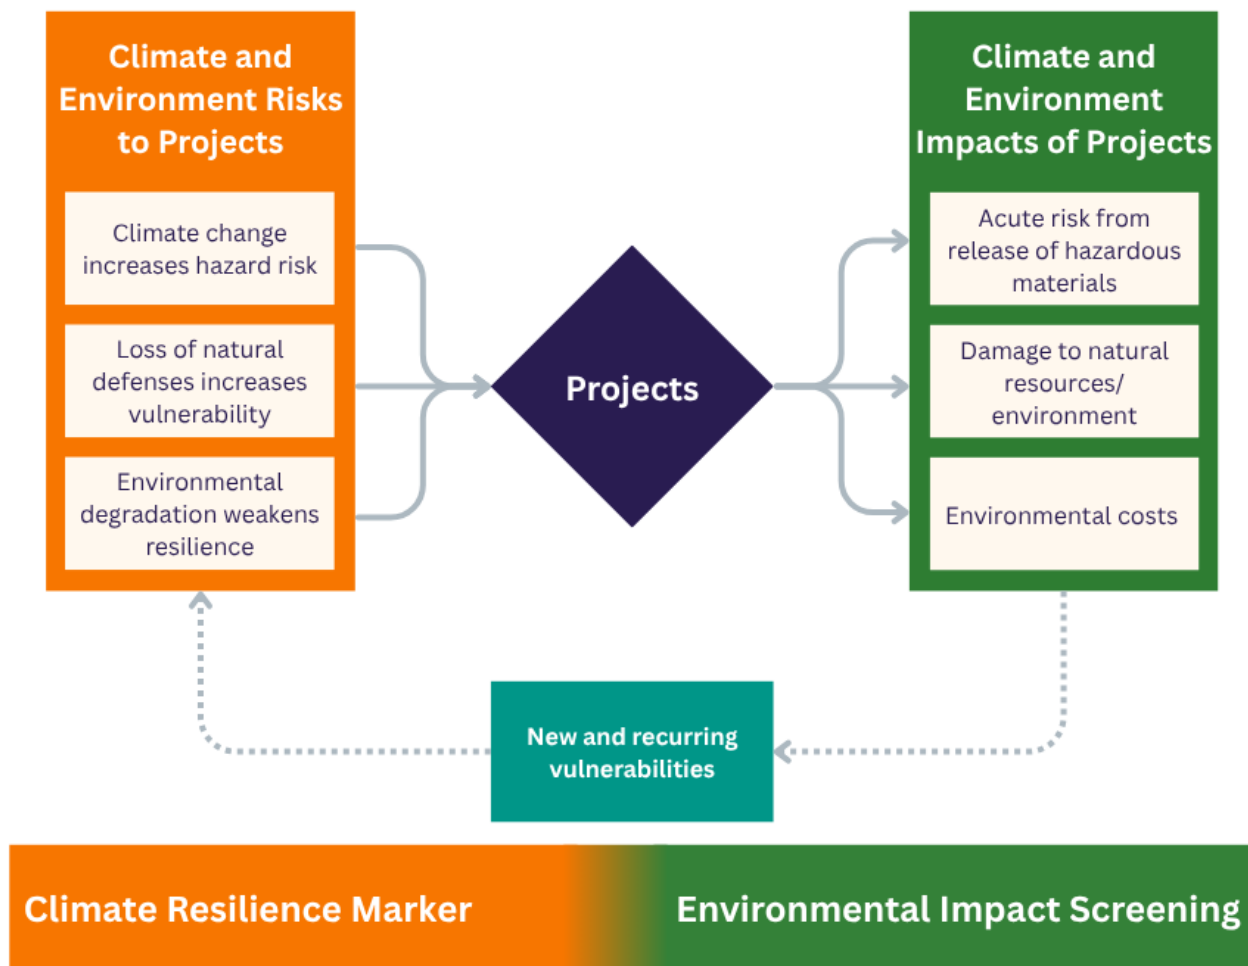 Climate and
Environment Risks
to Projects
Climate change
increases hazard risk
Loss of natural
defenses increases
vulnerability
Environmental
degradation weakens
resilience
Projects
Climate and
Environment
Impacts of Projects
Acute risk from
release of hazardous
materials
Damage to natural
resources/
environment
Environmental costs
New and recurring
vulnerabilities
Climate Resilience Marker
Environmental Impact Screening